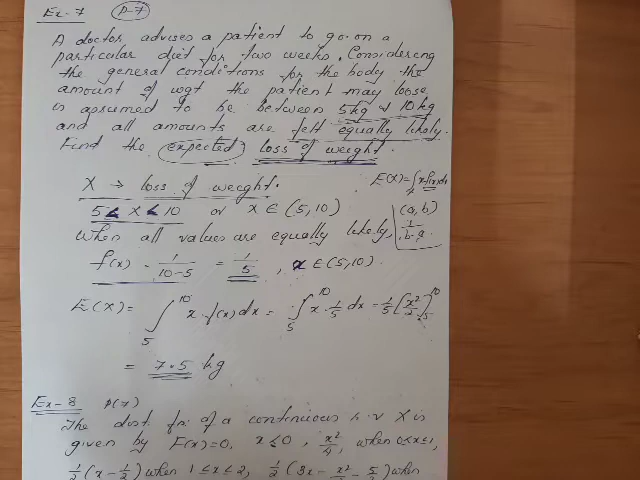 Ex-7 P-7
A doctor advises a patient to go on a
particular diet for two weeks. Considering
the general conditions for the body the
amount of wgt the patient may loose
is assumed to be between 5kg & 10kg
and all amounts are felt equally likely.
Find the expected loss of weight.
X → loss of weight. E(X)=∫x f(x)dx
5 < X < 10 or x ∈ (5,10) (a,b)
When all values are equally likely, 1/b-a
f(x) = 1/10-5 = 1/5, x ∈ (5,10).
E(X) = ∫₅¹⁰ x.f(x)dx = ∫₅¹⁰ x.1/5 dx = 1/5 [x²/2]₅¹⁰
= 7.5 kg
Ex-8 P(7)
The dist. fn. of a continuous r.v X is
given by F(x)=0, x≤0, x²/4, when 0<x≤1,
1/2(x-1/2) when 1≤x≤2, 1/2(3x- x²/2 - 5/2) when